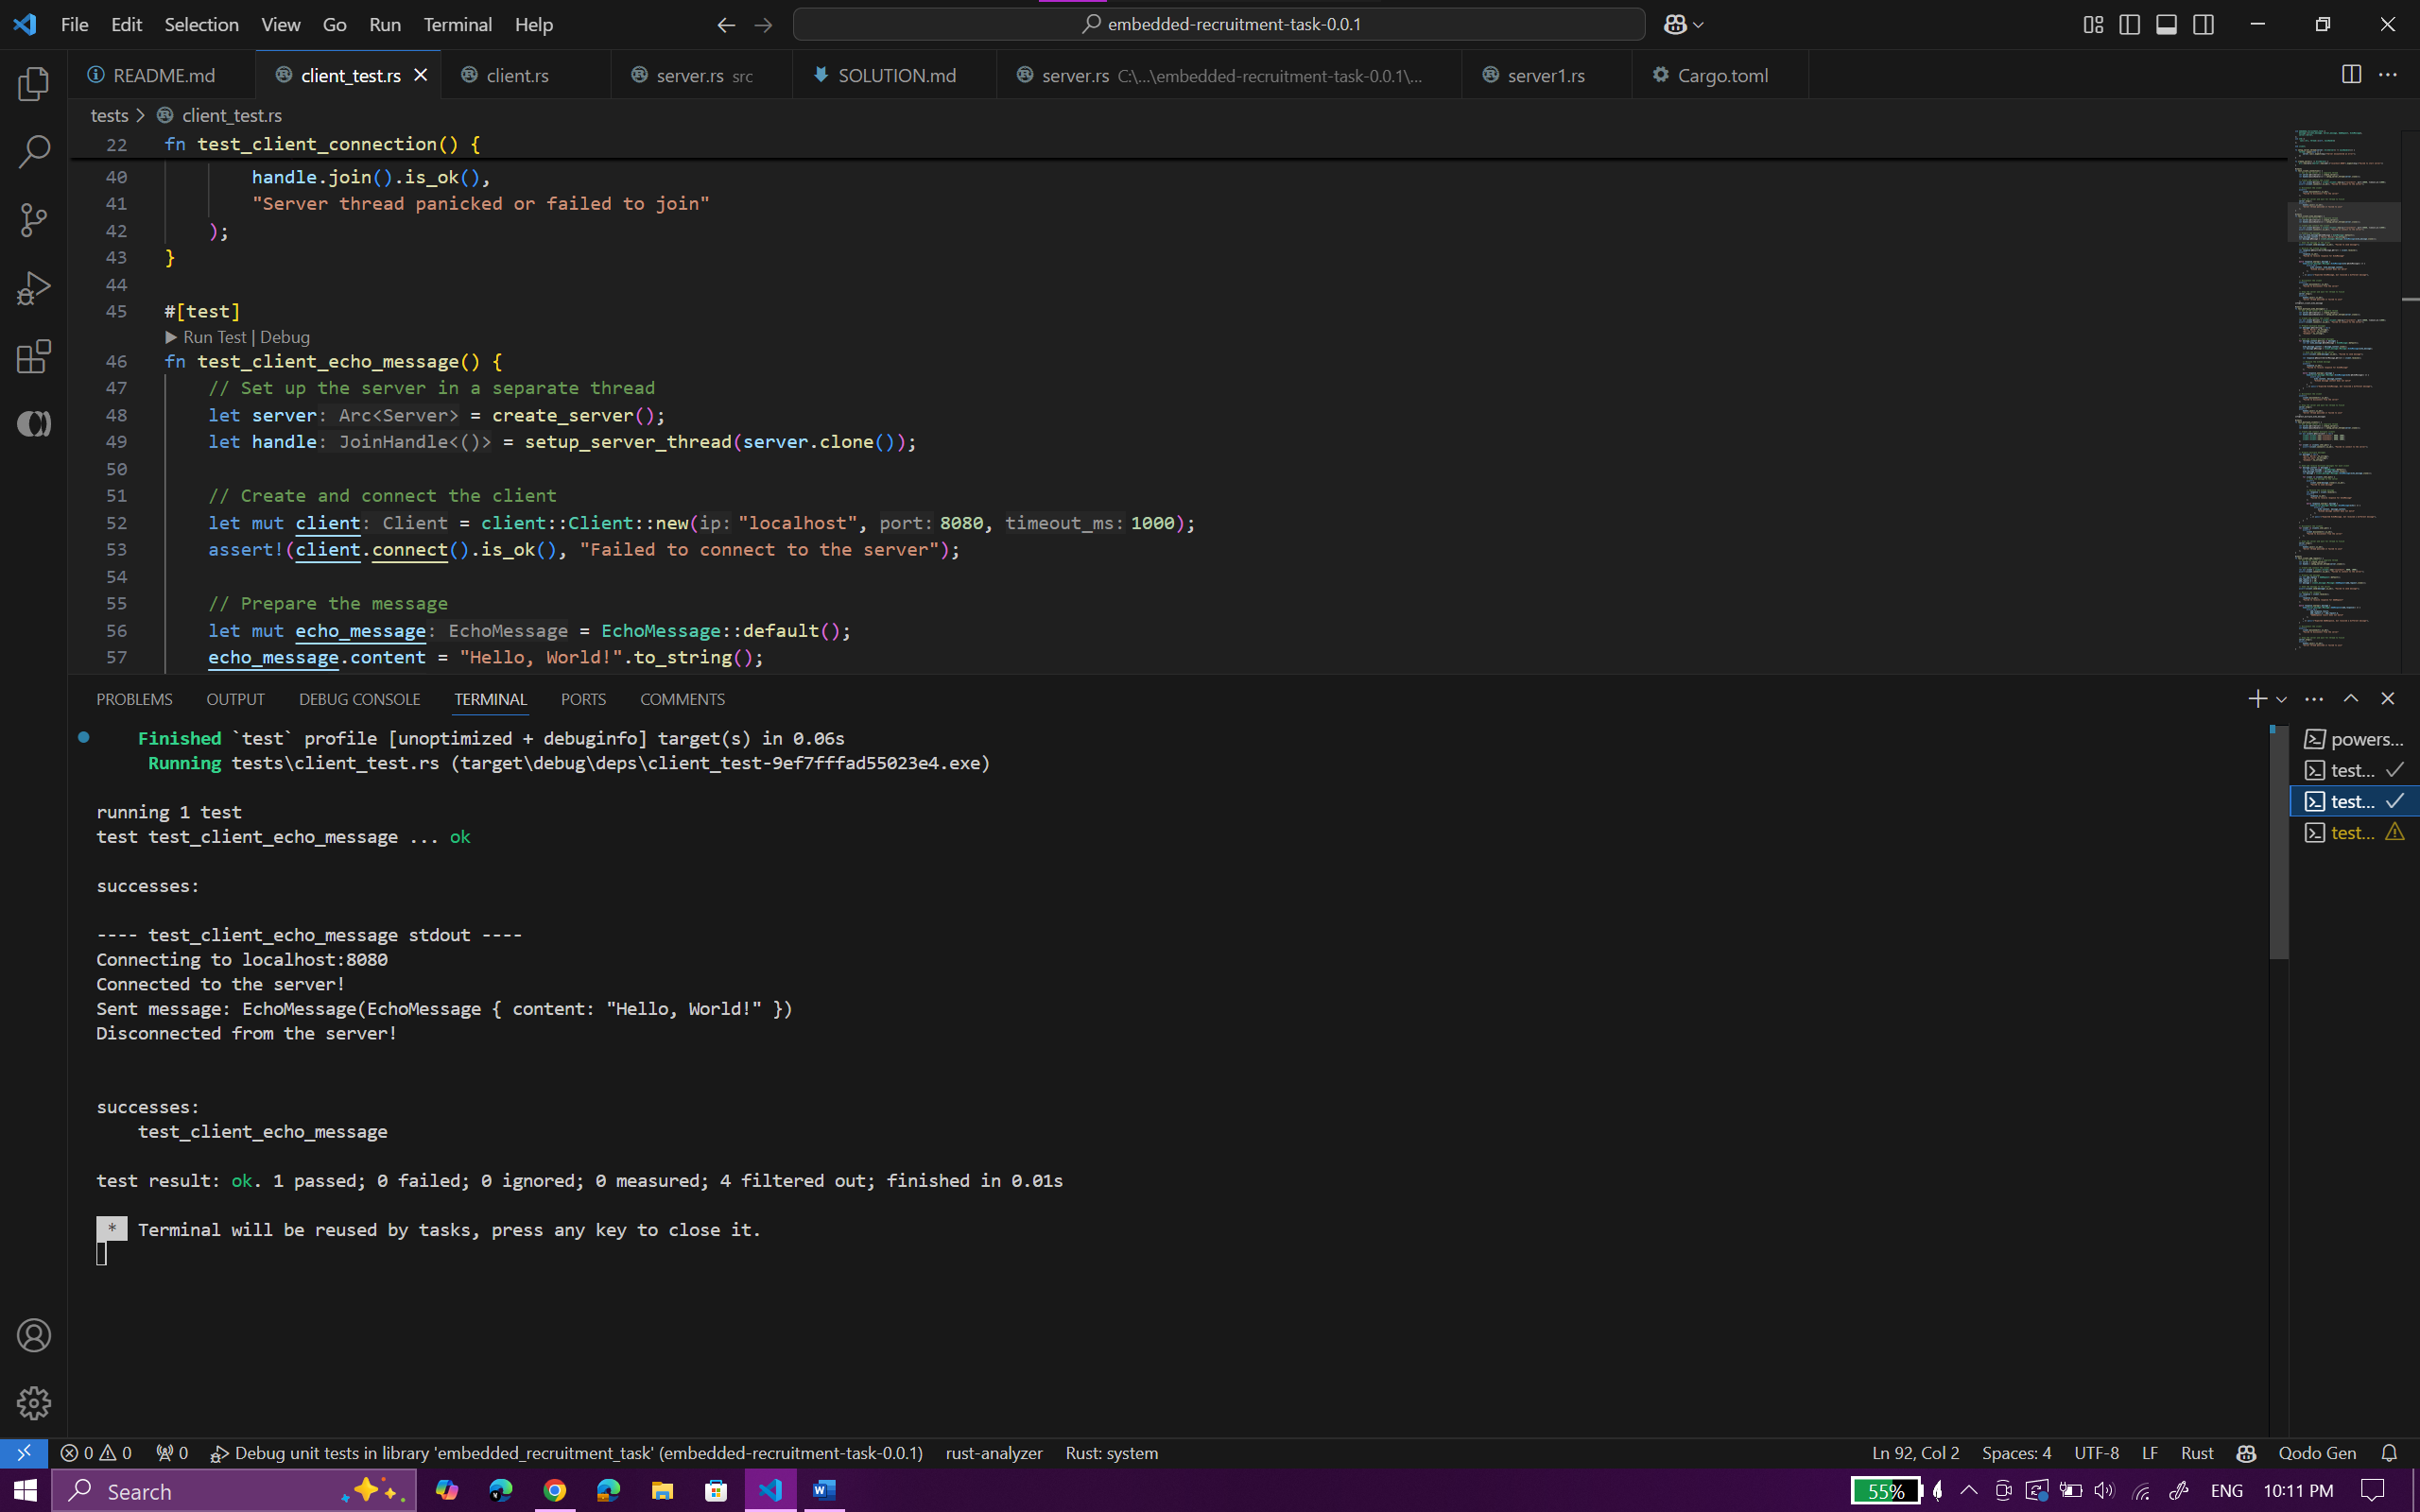 File Edit Selection View Go Run Terminal Help
embedded-recruitment-task-0.0.1
README.md client_test.rs client.rs server.rs src SOLUTION.md server.rs C:\...\embedded-recruitment-task-0.0.1\... server1.rs Cargo.toml
tests > client_test.rs
22 fn test_client_connection() {
40 handle.join().is_ok(),
41 "Server thread panicked or failed to join"
42 );
43 }
44
45 #[test]
Run Test | Debug
46 fn test_client_echo_message() {
47 // Set up the server in a separate thread
48 let server: Arc<Server> = create_server();
49 let handle: JoinHandle<()> = setup_server_thread(server.clone());
50
51 // Create and connect the client
52 let mut client: Client = client::Client::new(ip: "localhost", port: 8080, timeout_ms: 1000);
53 assert!(client.connect().is_ok(), "Failed to connect to the server");
54
55 // Prepare the message
56 let mut echo_message: EchoMessage = EchoMessage::default();
57 echo_message.content = "Hello, World!".to_string();
PROBLEMS OUTPUT DEBUG CONSOLE TERMINAL PORTS COMMENTS
Finished `test` profile [unoptimized + debuginfo] target(s) in 0.06s
Running tests\client_test.rs (target\debug\deps\client_test-9ef7fffad55023e4.exe)
running 1 test
test test_client_echo_message ... ok
successes:
---- test_client_echo_message stdout ----
Connecting to localhost:8080
Connected to the server!
Sent message: EchoMessage(EchoMessage { content: "Hello, World!" })
Disconnected from the server!
successes:
test_client_echo_message
test result: ok. 1 passed; 0 failed; 0 ignored; 0 measured; 4 filtered out; finished in 0.01s
* Terminal will be reused by tasks, press any key to close it.
powers...
test...
test...
test...
0 0 0 Debug unit tests in library 'embedded_recruitment_task' (embedded-recruitment-task-0.0.1) rust-analyzer Rust: system Ln 92, Col 2 Spaces: 4 UTF-8 LF Rust Qodo Gen
Search 55% ENG 10:11 PM